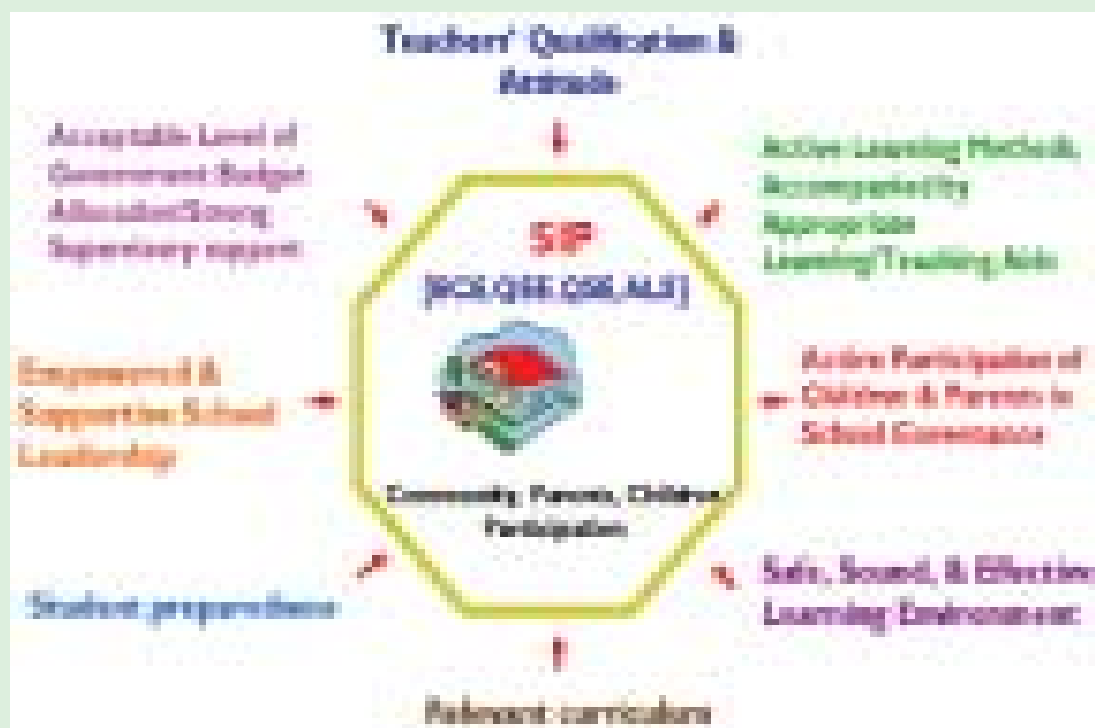 Teachers' Qualification &
Attitude
Acceptable Level of
Government Budget
Allocation/Strong
Supervisory support
Active Learning Methods,
Accompanied by
Appropriate
Learning/Teaching Aids
SIP
Empowered &
Supportive School
Leadership
Active Participation of
Children & Parents in
School Governance
Community, Parents, Children
Participation
Student preparedness
Safe, Sound, & Effective
Learning Environment
Relevant curriculum